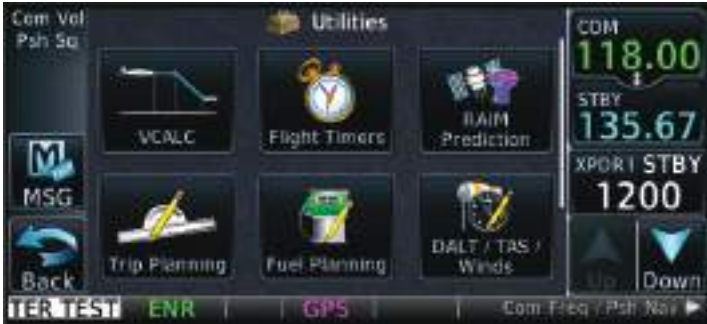 Com Vol
Psh Sq
Utilities
COM
118.00
STBY
135.67
XPDR1 STBY
1200
VCALC
Flight Timers
RAIM
Prediction
MSG
Trip Planning
Fuel Planning
DALT / TAS /
Winds
Back
Up
Down
TER TEST
ENR
GPS
Com Freq / Psh Nav